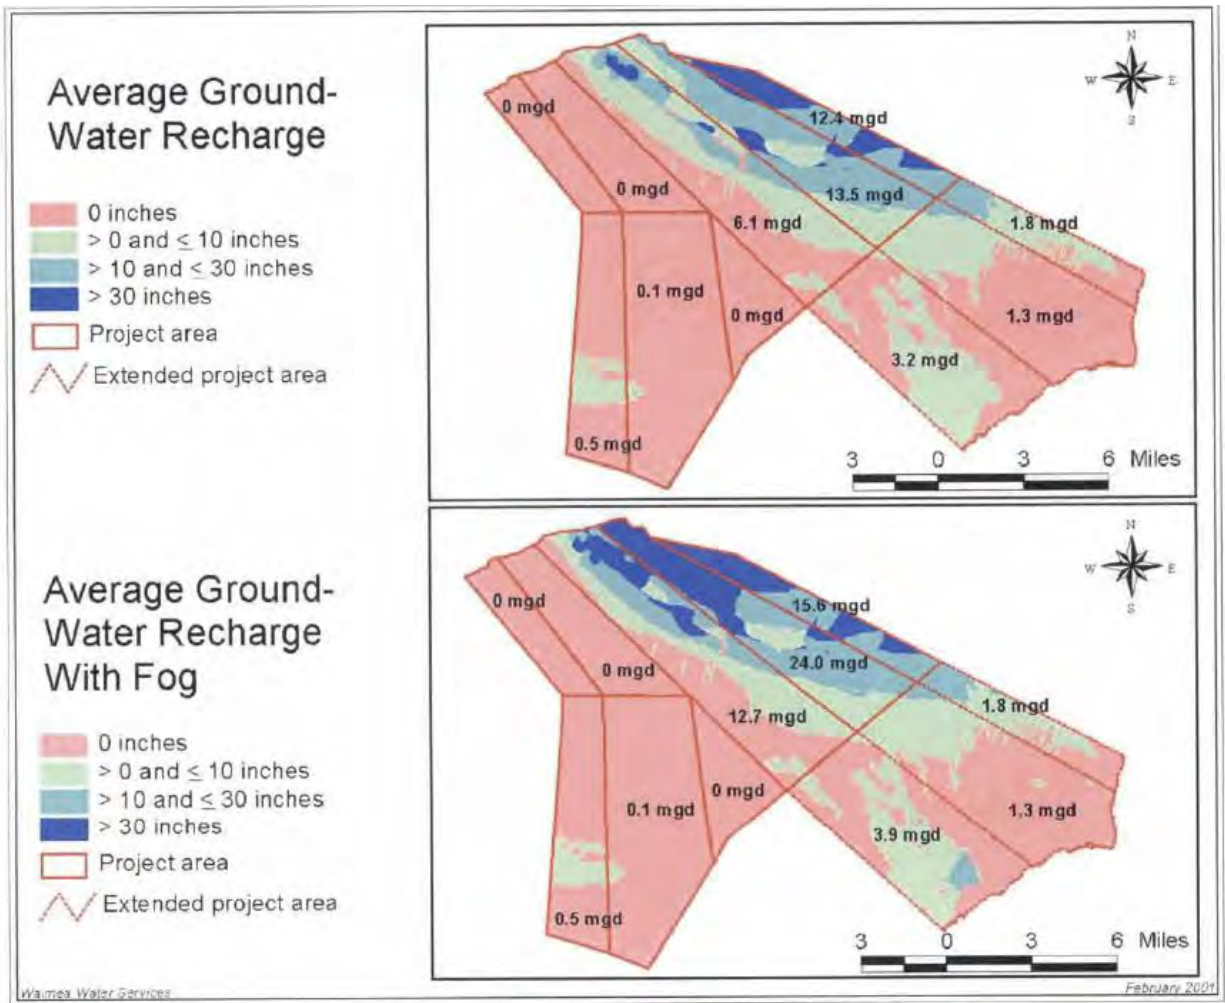 Average Ground-
Water Recharge
0 inches
> 0 and ≤ 10 inches
> 10 and ≤ 30 inches
> 30 inches
Project area
Extended project area
N
W E
S
0 mgd
12.4 mgd
0 mgd
13.5 mgd
6.1 mgd
1.8 mgd
0.1 mgd
0 mgd
1.3 mgd
3.2 mgd
0.5 mgd
3 0 3 6 Miles
Average Ground-
Water Recharge
With Fog
0 inches
> 0 and ≤ 10 inches
> 10 and ≤ 30 inches
> 30 inches
Project area
Extended project area
N
W E
S
0 mgd
15.6 mgd
0 mgd
24.0 mgd
12.7 mgd
1.8 mgd
0.1 mgd
0 mgd
1.3 mgd
3.9 mgd
0.5 mgd
3 0 3 6 Miles
Waimea Water Services
February 2001